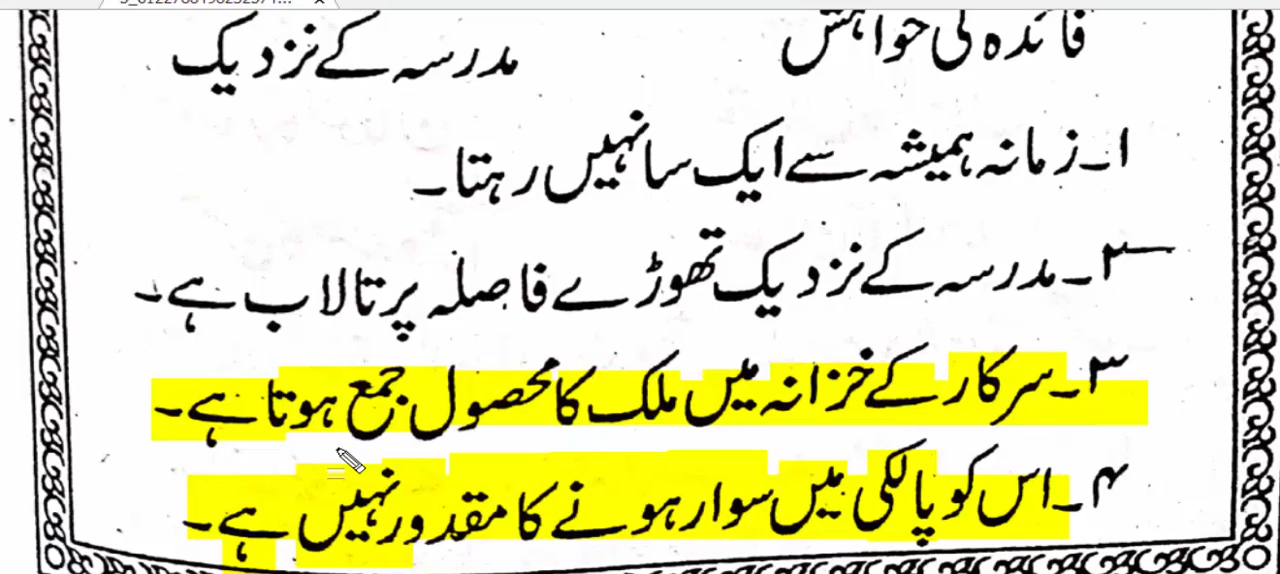 فائدہ کی خواہش
مدرسہ کے نزدیک
۱۔ زمانہ ہمیشہ سے ایک سا نہیں رہتا۔
۲۔ مدرسہ کے نزدیک تھوڑے فاصلہ پر تالاب ہے۔
۳۔ سرکار کے خزانہ میں ملک کا محصول جمع ہوتا ہے۔
۴۔ اس کو پالکی میں سوار ہونے کا مقدور نہیں ہے۔